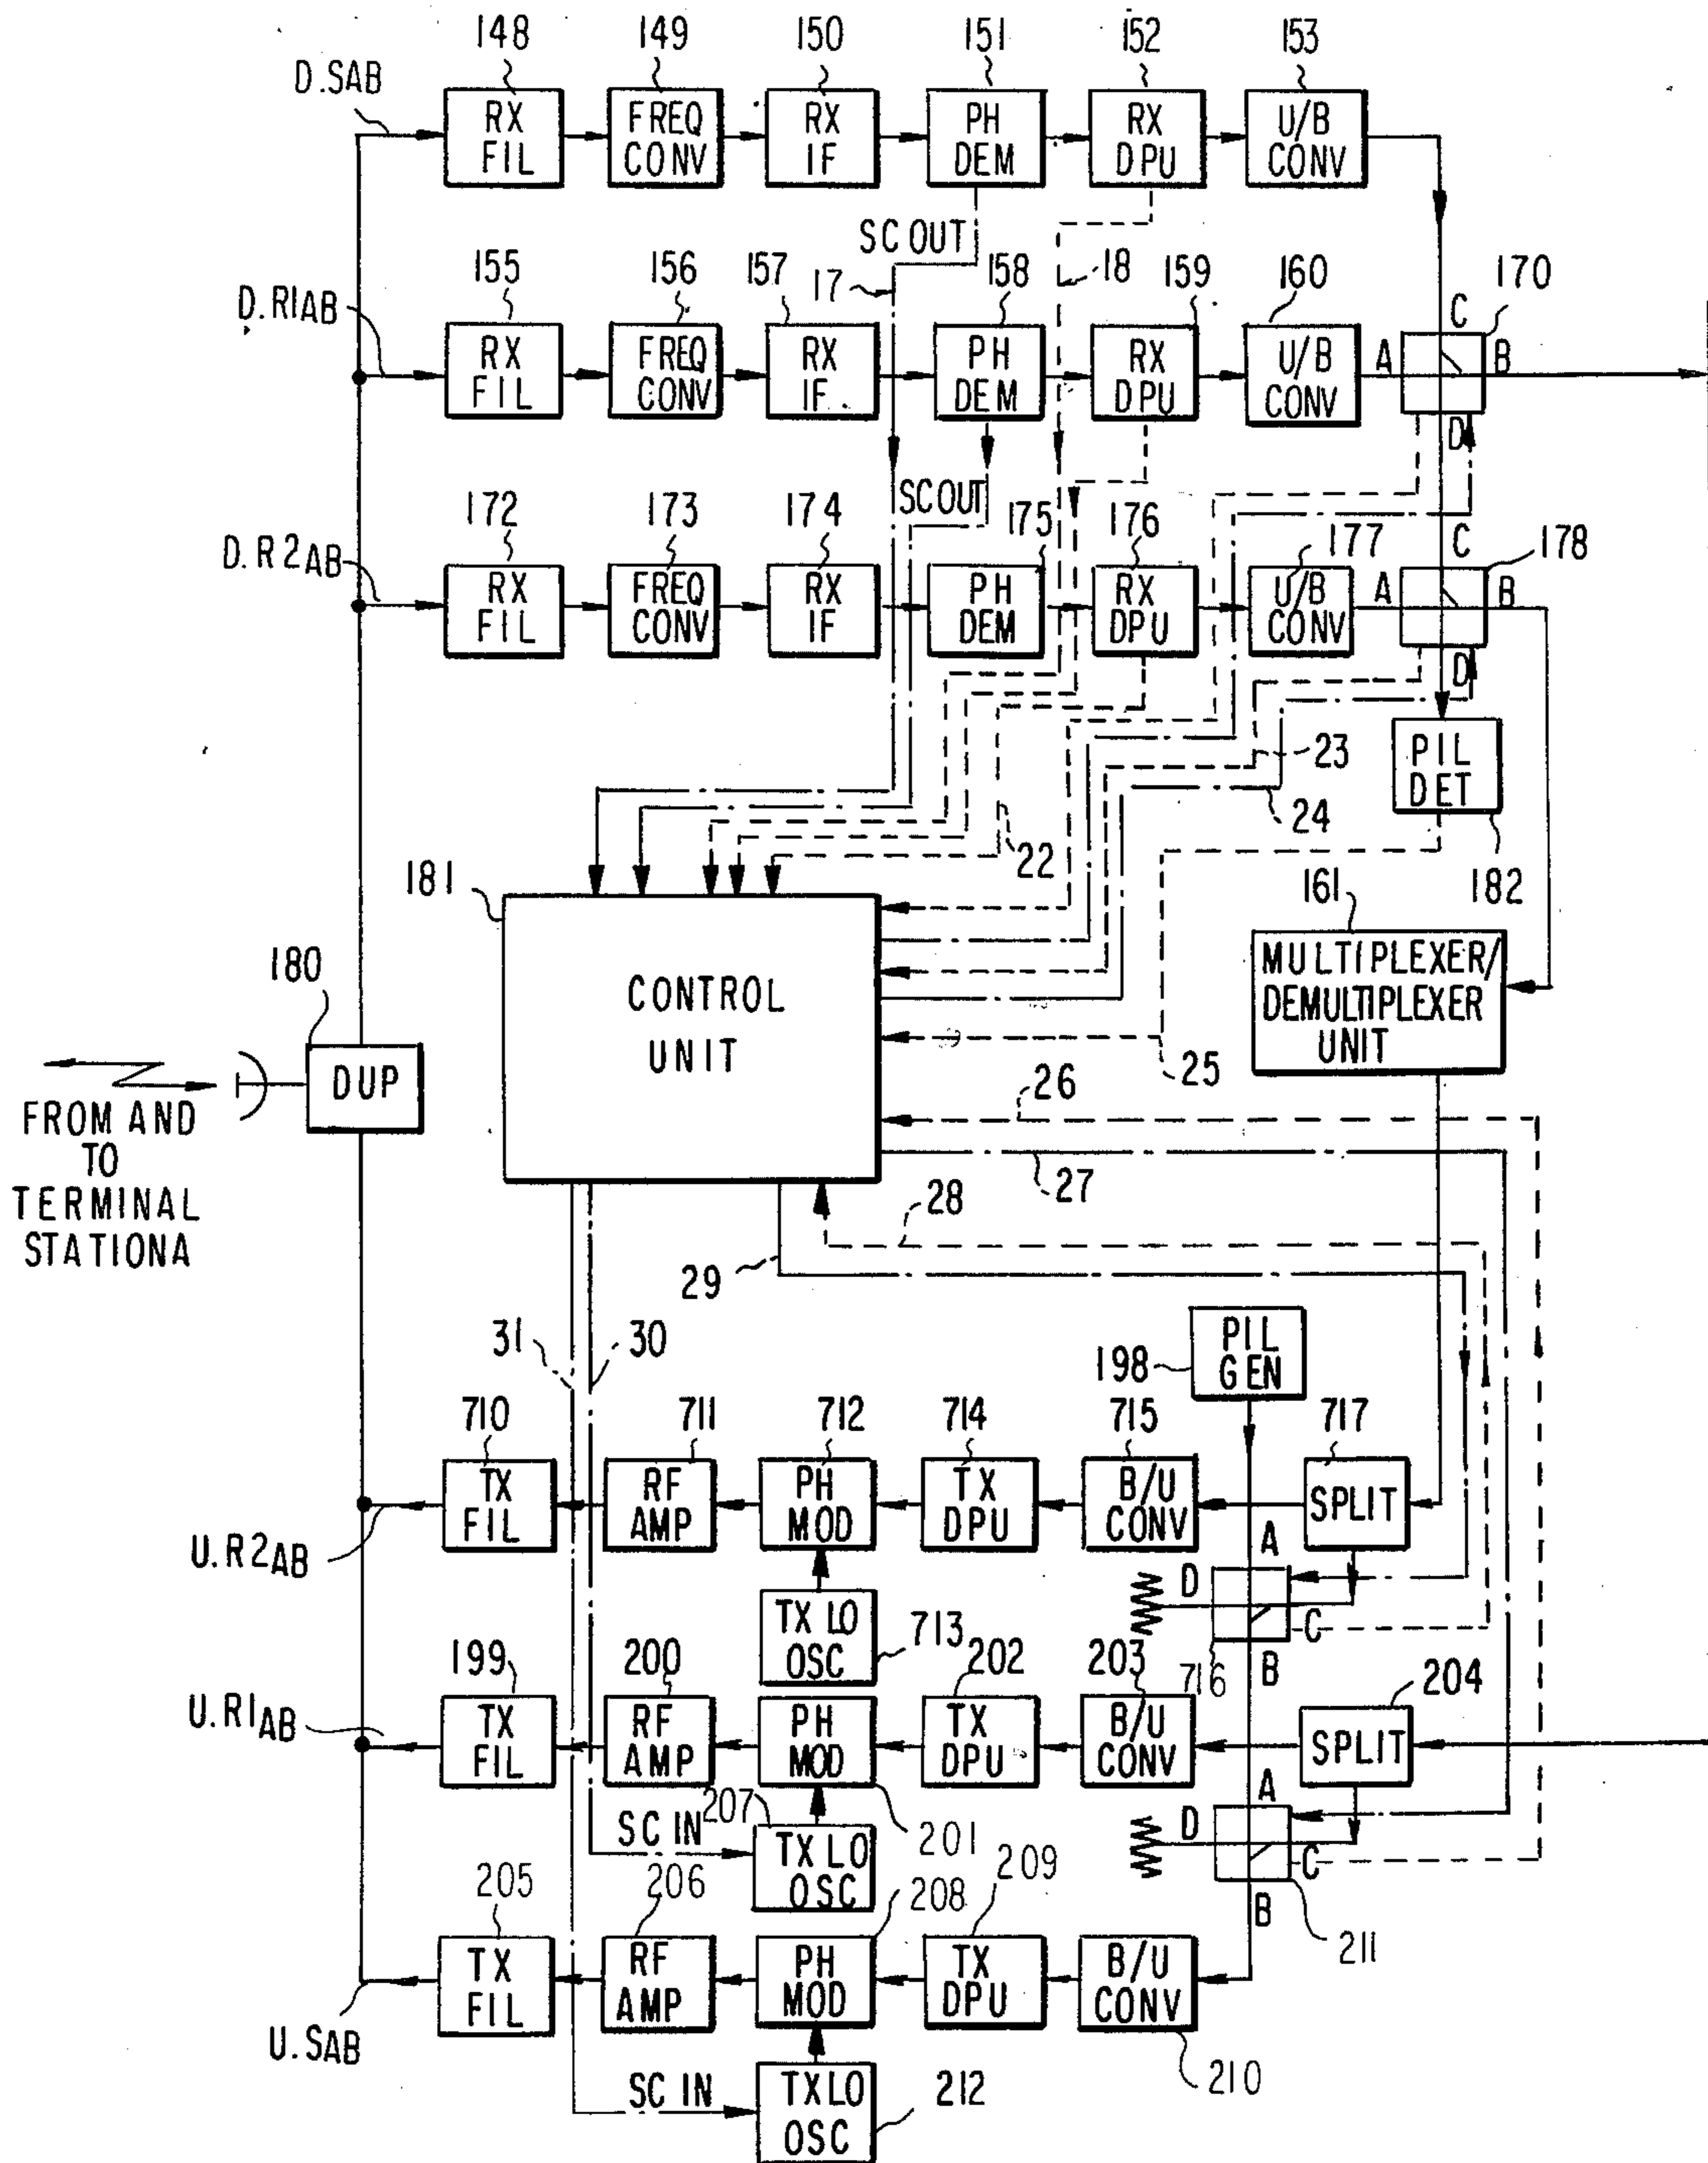 148 149 150 151 152 153
D.SAB
RX FIL
FREQ CONV
RX IF
PH DEM
RX DPU
U/B CONV
SC OUT
155 156 157 17 158 18 159 160 170
D.R1AB
RX FIL
FREQ CONV
RX IF
PH DEM
RX DPU
U/B CONV
C
A
B
D
SC OUT
172 173 174 175 176 177 178
D.R2AB
RX FIL
FREQ CONV
RX IF
PH DEM
RX DPU
U/B CONV
C
A
B
D
23
24
22
PIL DET
182
181
CONTROL UNIT
161
MULTIPLEXER/
DEMULTIPLEXER
UNIT
180
DUP
FROM AND
TO
TERMINAL
STATIONA
25
26
27
28
29
31
30
198
PIL GEN
710 711 712 714 715 717
U.R2AB
TX FIL
RF AMP
PH MOD
TX DPU
B/U CONV
SPLIT
A
D
C
B
716
TX LO OSC
713
199 200 202 203 204
U.R1AB
TX FIL
RF AMP
PH MOD
TX DPU
B/U CONV
SPLIT
A
D
C
B
211
207
201
SC IN
TX LO OSC
205 206 208 209
U.SAB
TX FIL
RF AMP
PH MOD
TX DPU
B/U CONV
210
SC IN
TX LO OSC
212